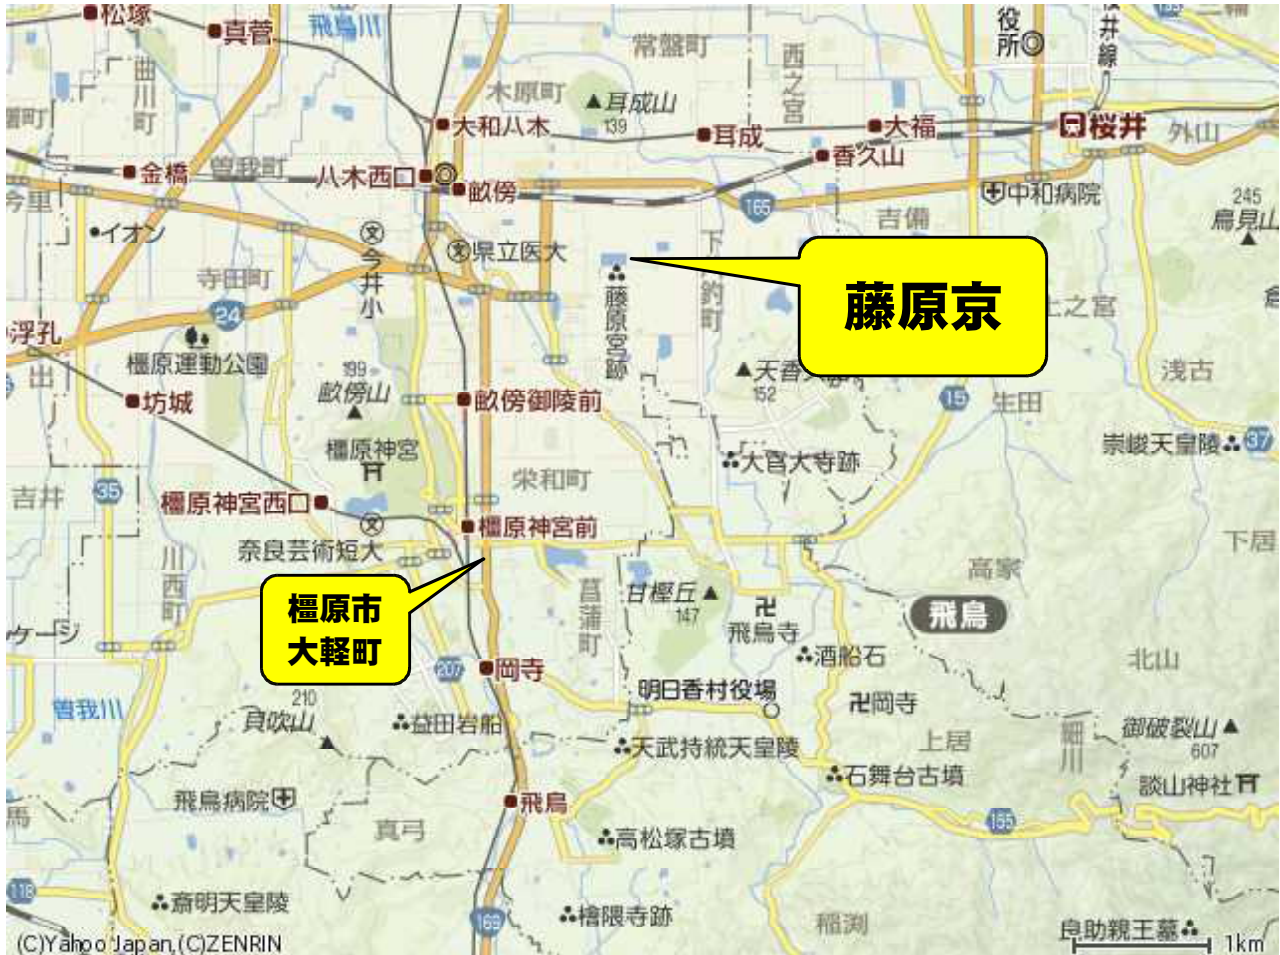 松塚
真菅
曲川町
常盤町
西之宮
役所
桜井線
木原町
耳成山
139
大和八木
耳成
大福
桜井
外山
香久山
曽我町
金橋
八木西口
畝傍
165
中和病院
今里
吉備
245
鳥見山
イオン
今井小
県立医大
寺田町
24
藤原宮跡
藤原京
上之宮
浮孔
橿原運動公園
出
199
畝傍山
坊城
畝傍御陵前
152
15
生田
浅古
崇峻天皇陵
37
橿原神宮
大官大寺跡
栄和町
吉井
35
橿原神宮西口
橿原神宮前
奈良芸術短大
川西町
下居
高家
橿原市
大軽町
菖蒲町
甘樫丘
147
飛鳥寺
飛鳥
酒船石
北山
207
岡寺
明日香村役場
岡寺
曽我川
210
貝吹山
益田岩船
天武持統天皇陵
上居
細川
御破裂山
607
石舞台古墳
談山神社
飛鳥病院
真弓
飛鳥
155
高松塚古墳
118
斎明天皇陵
169
檜隈寺跡
稲渕
良助親王墓
(C)Yahoo Japan,(C)ZENRIN
1km